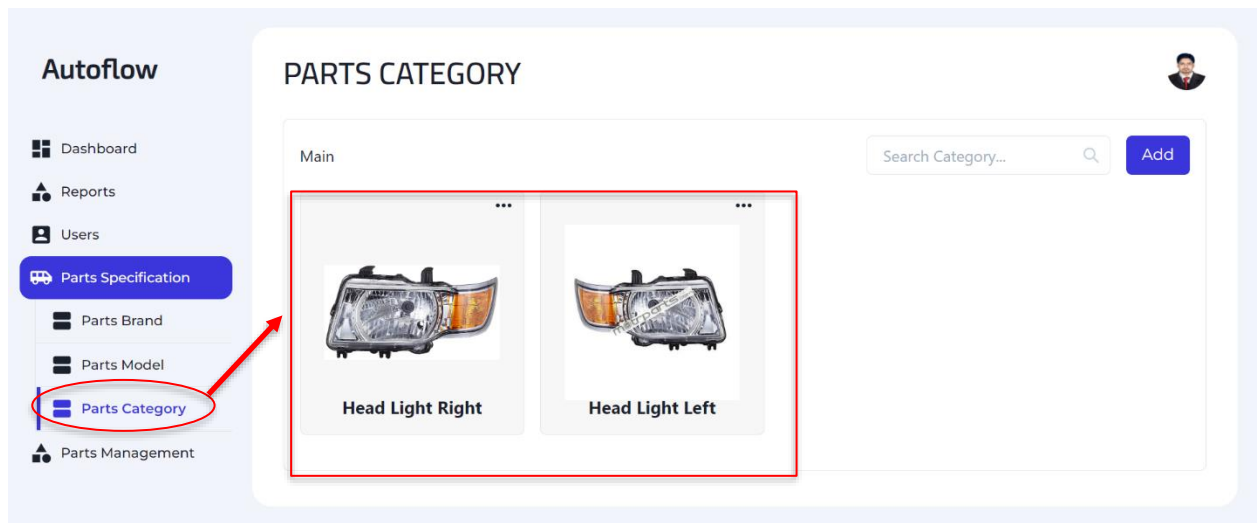 Autoflow
PARTS CATEGORY
Dashboard
Reports
Users
Parts Specification
Parts Brand
Parts Model
Parts Category
Parts Management
Main
Search Category...
Add
Head Light Right
Head Light Left